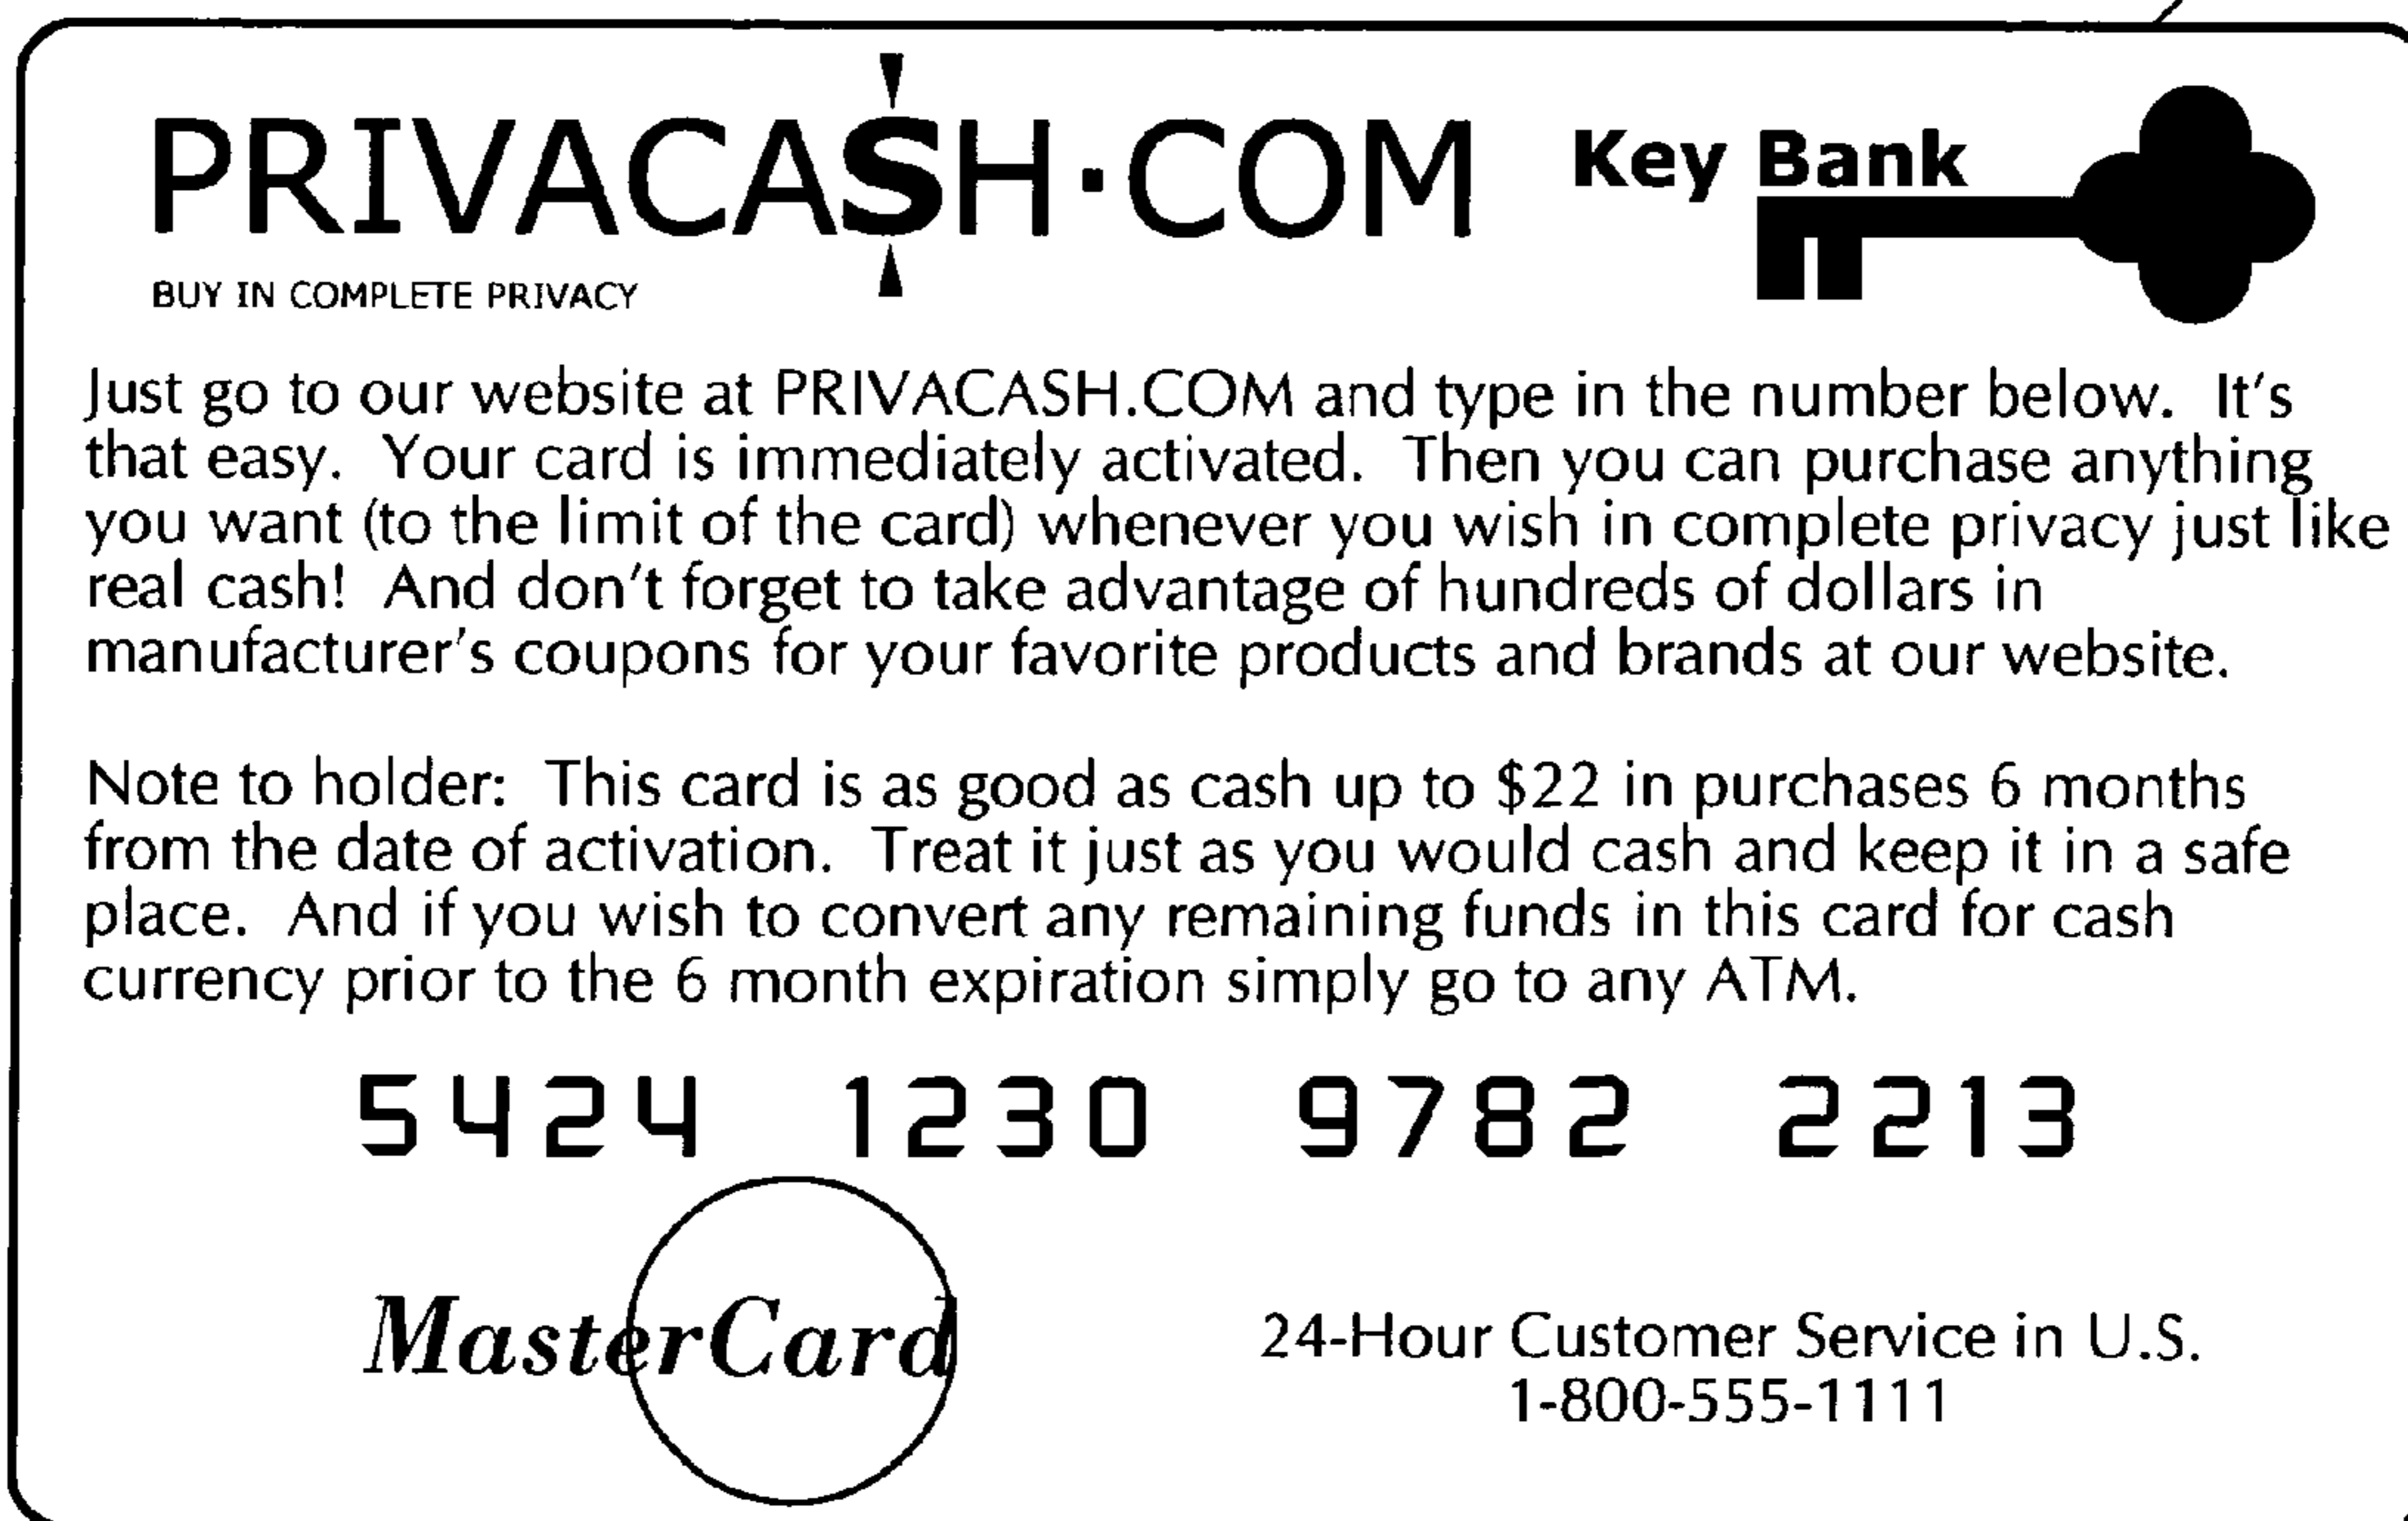 PRIVACA$H.COM
Key Bank
BUY IN COMPLETE PRIVACY
Just go to our website at PRIVACASH.COM and type in the number below. It's
that easy. Your card is immediately activated. Then you can purchase anything
you want (to the limit of the card) whenever you wish in complete privacy just like
real cash! And don't forget to take advantage of hundreds of dollars in
manufacturer's coupons for your favorite products and brands at our website.
Note to holder: This card is as good as cash up to $22 in purchases 6 months
from the date of activation. Treat it just as you would cash and keep it in a safe
place. And if you wish to convert any remaining funds in this card for cash
currency prior to the 6 month expiration simply go to any ATM.
5424 1230 9782 2213
MasterCard
24-Hour Customer Service in U.S.
1-800-555-1111